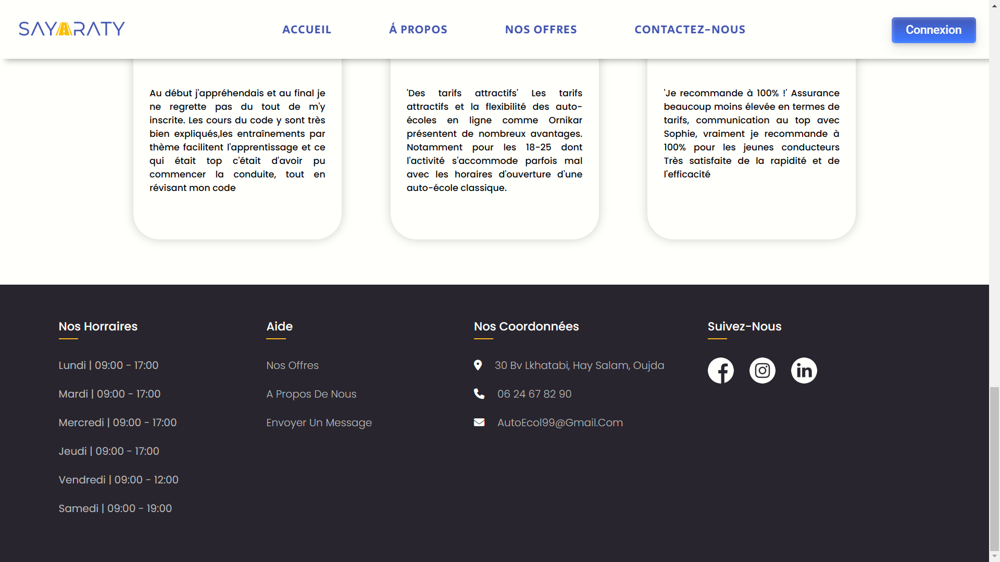 SAYARATY
ACCUEIL
Á PROPOS
NOS OFFRES
CONTACTEZ-NOUS
Connexion
Au début j'appréhendais et au final je
ne regrette pas du tout de m'y
inscrite. Les cours du code y sont très
bien expliqués,les entraînements par
thème facilitent l'apprentissage et ce
qui était top c'était d'avoir pu
commencer la conduite, tout en
révisant mon code
'Des tarifs attractifs' Les tarifs
attractifs et la flexibilité des auto-
écoles en ligne comme Ornikar
présentent de nombreux avantages.
Notamment pour les 18-25 dont
l'activité s'accommode parfois mal
avec les horaires d'ouverture d'une
auto-école classique.
'Je recommande à 100% !' Assurance
beaucoup moins élevée en termes de
tarifs, communication au top avec
Sophie, vraiment je recommande à
100% pour les jeunes conducteurs
Très satisfaite de la rapidité et de
l'efficacité
Nos Horraires
Lundi | 09:00 - 17:00
Mardi | 09:00 - 17:00
Mercredi | 09:00 - 17:00
Jeudi | 09:00 - 17:00
Vendredi | 09:00 - 12:00
Samedi | 09:00 - 19:00
Aide
Nos Offres
A Propos De Nous
Envoyer Un Message
Nos Coordonnées
30 Bv Lkhatabi, Hay Salam, Oujda
06 24 67 82 90
AutoEcol99@Gmail.Com
Suivez-Nous